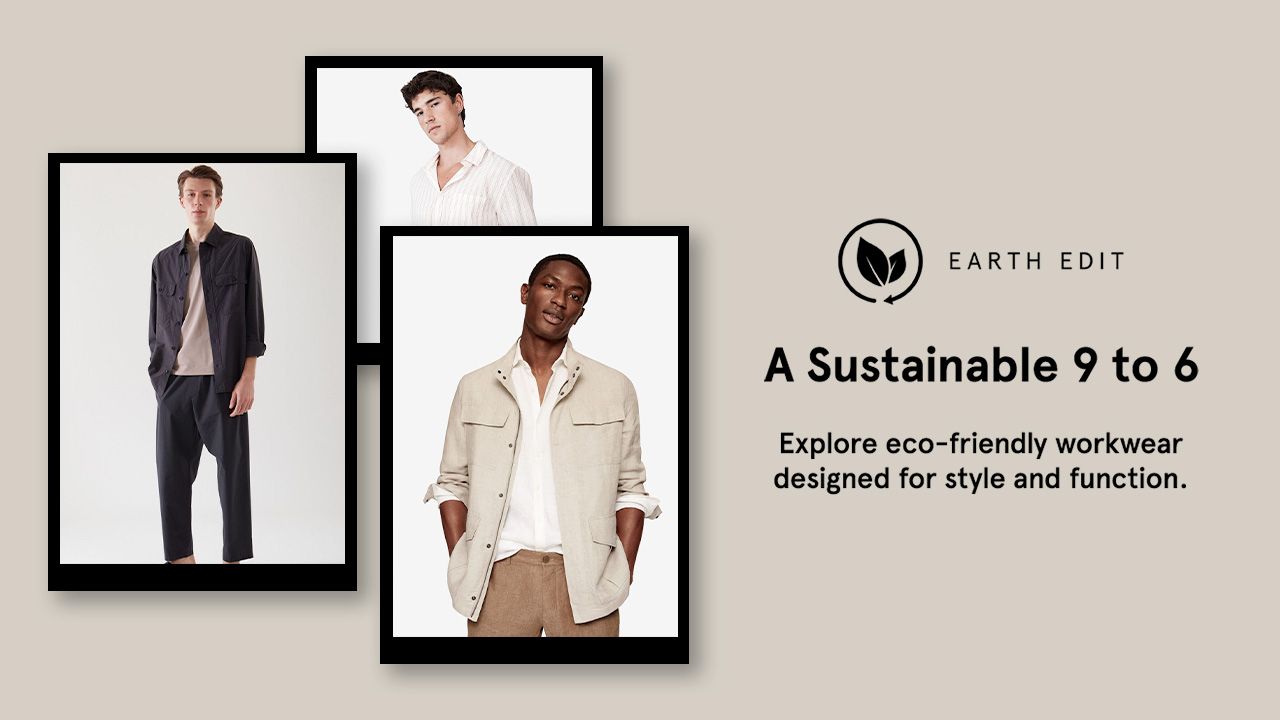 EARTH EDIT
A Sustainable 9 to 6
Explore eco-friendly workwear
designed for style and function.